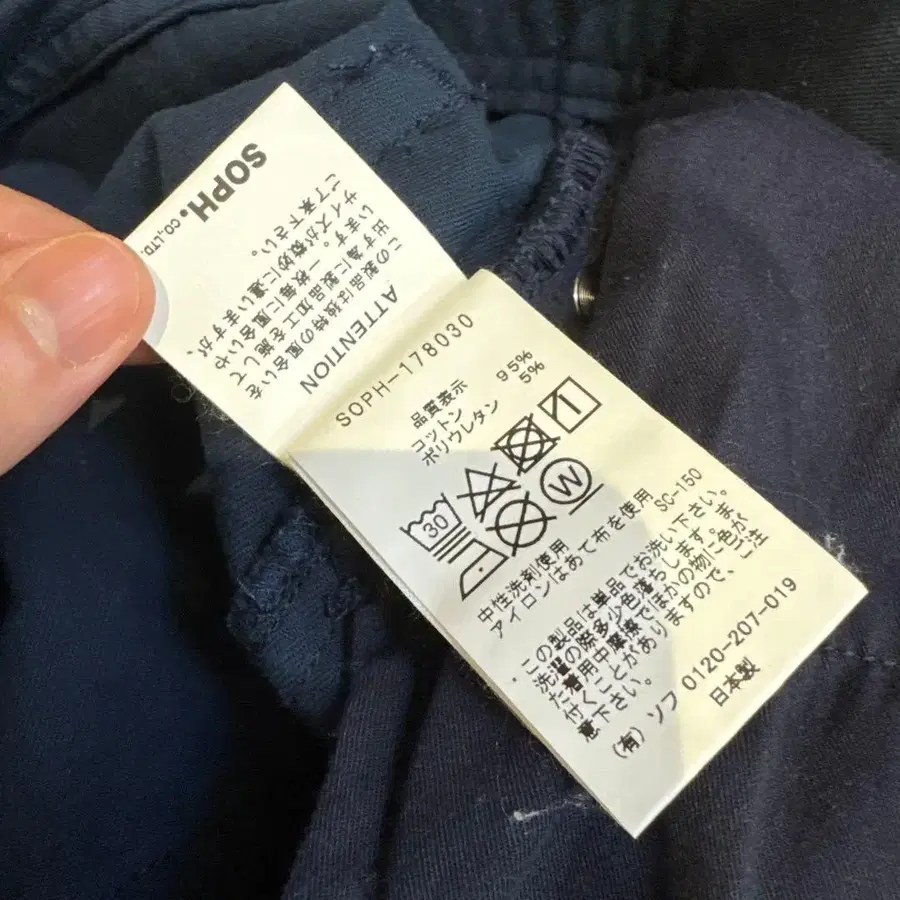 SOPH. CO.,LTD.
ATTENTION
この製品は独特の風合いを
出す為に製品加工を施して
います。一枚毎に風合いや
サイズが微妙に違いますが、
ご了承下さい。
SOPH-178030
品質表示
コットン 95%
ポリウレタン 5%
30
W
中性洗剤使用
アイロンはあて布を使用
SC-150
この製品は単品でお洗い下さい。
洗濯の際多少色落ちします。また
着用中摩擦でほかの物に色が
付くことがありますので、ご注
意下さい。
(有)ソフ 0120-207-019
日本製